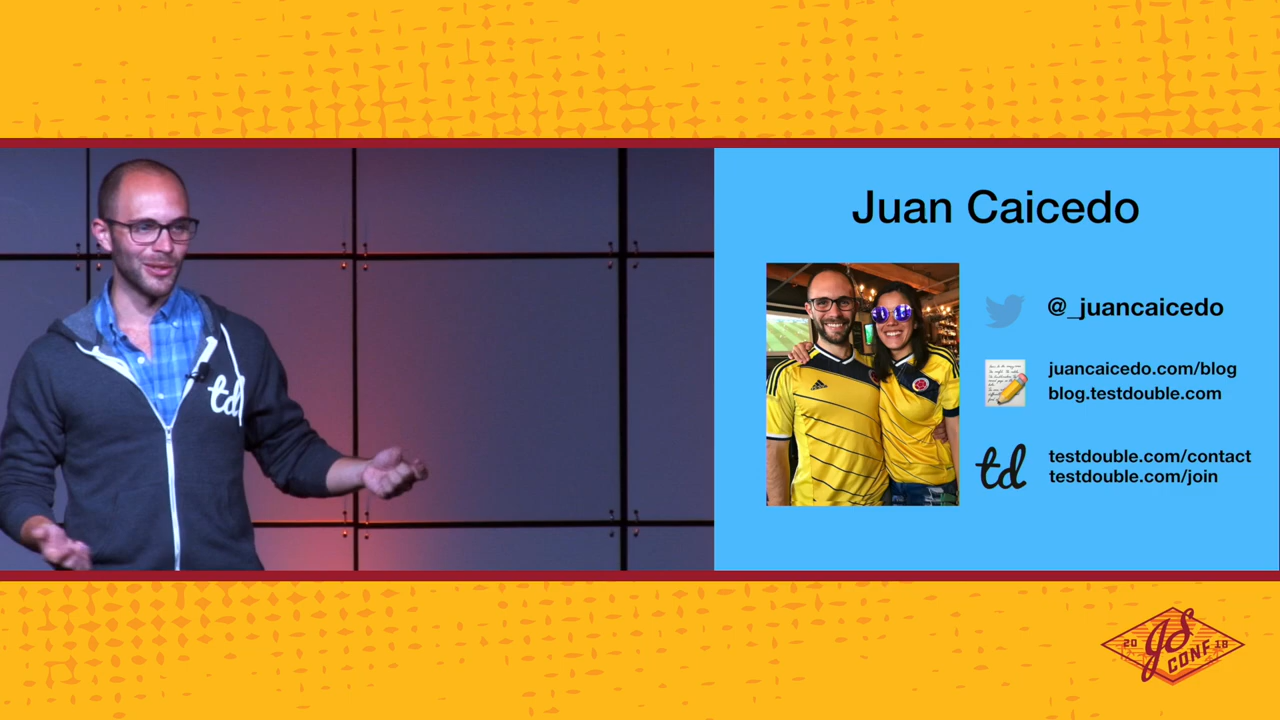 td
Juan Caicedo
@_juancaicedo
juancaicedo.com/blog
blog.testdouble.com
td
testdouble.com/contact
testdouble.com/join
20 JS 18
CONF